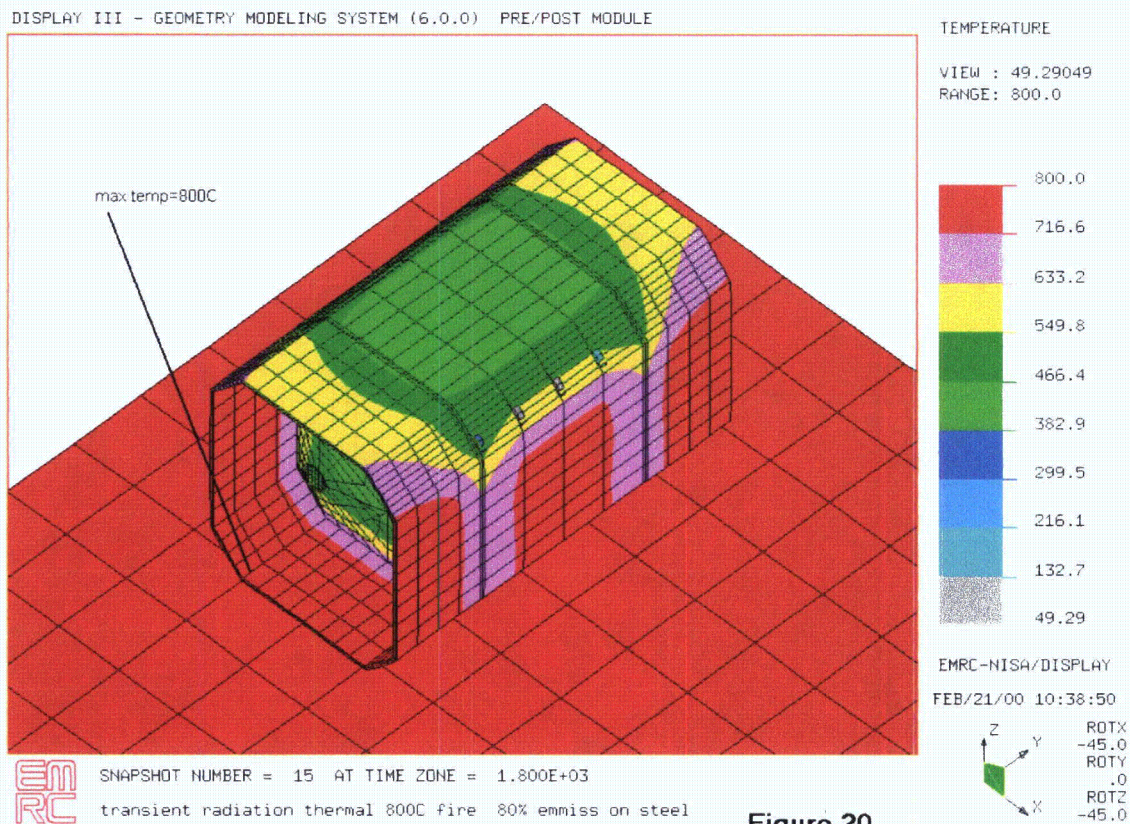 DISPLAY III - GEOMETRY MODELING SYSTEM (6.0.0) PRE/POST MODULE
TEMPERATURE
VIEW : 49.29049
RANGE: 800.0
max temp=800C
800.0
716.6
633.2
549.8
466.4
382.9
299.5
216.1
132.7
49.29
EMRC-NISA/DISPLAY
FEB/21/00 10:38:50
Z
Y
X
ROTX
-45.0
ROTY
.0
ROTZ
-45.0
EM
RC
SNAPSHOT NUMBER = 15 AT TIME ZONE = 1.800E+03
transient radiation thermal 800C fire 80% emmiss on steel
Figure 20